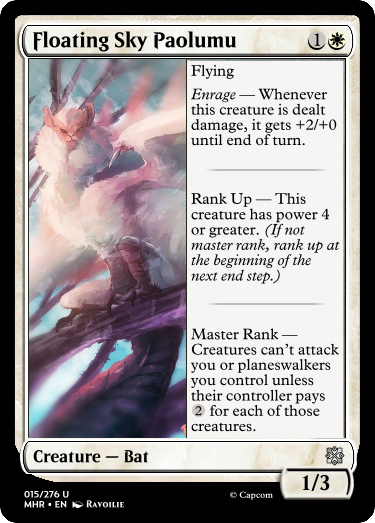 Floating Sky Paolumu 1
Flying
Enrage — Whenever
this creature is dealt
damage, it gets +2/+0
until end of turn.
Rank Up — This
creature has power 4
or greater. (If not
master rank, rank up at
the beginning of the
next end step.)
Master Rank —
Creatures can't attack
you or planeswalkers
you control unless
their controller pays
2 for each of those
creatures.
Creature — Bat
1/3
015/276 U
MHR • EN Rayoilie
© Capcom